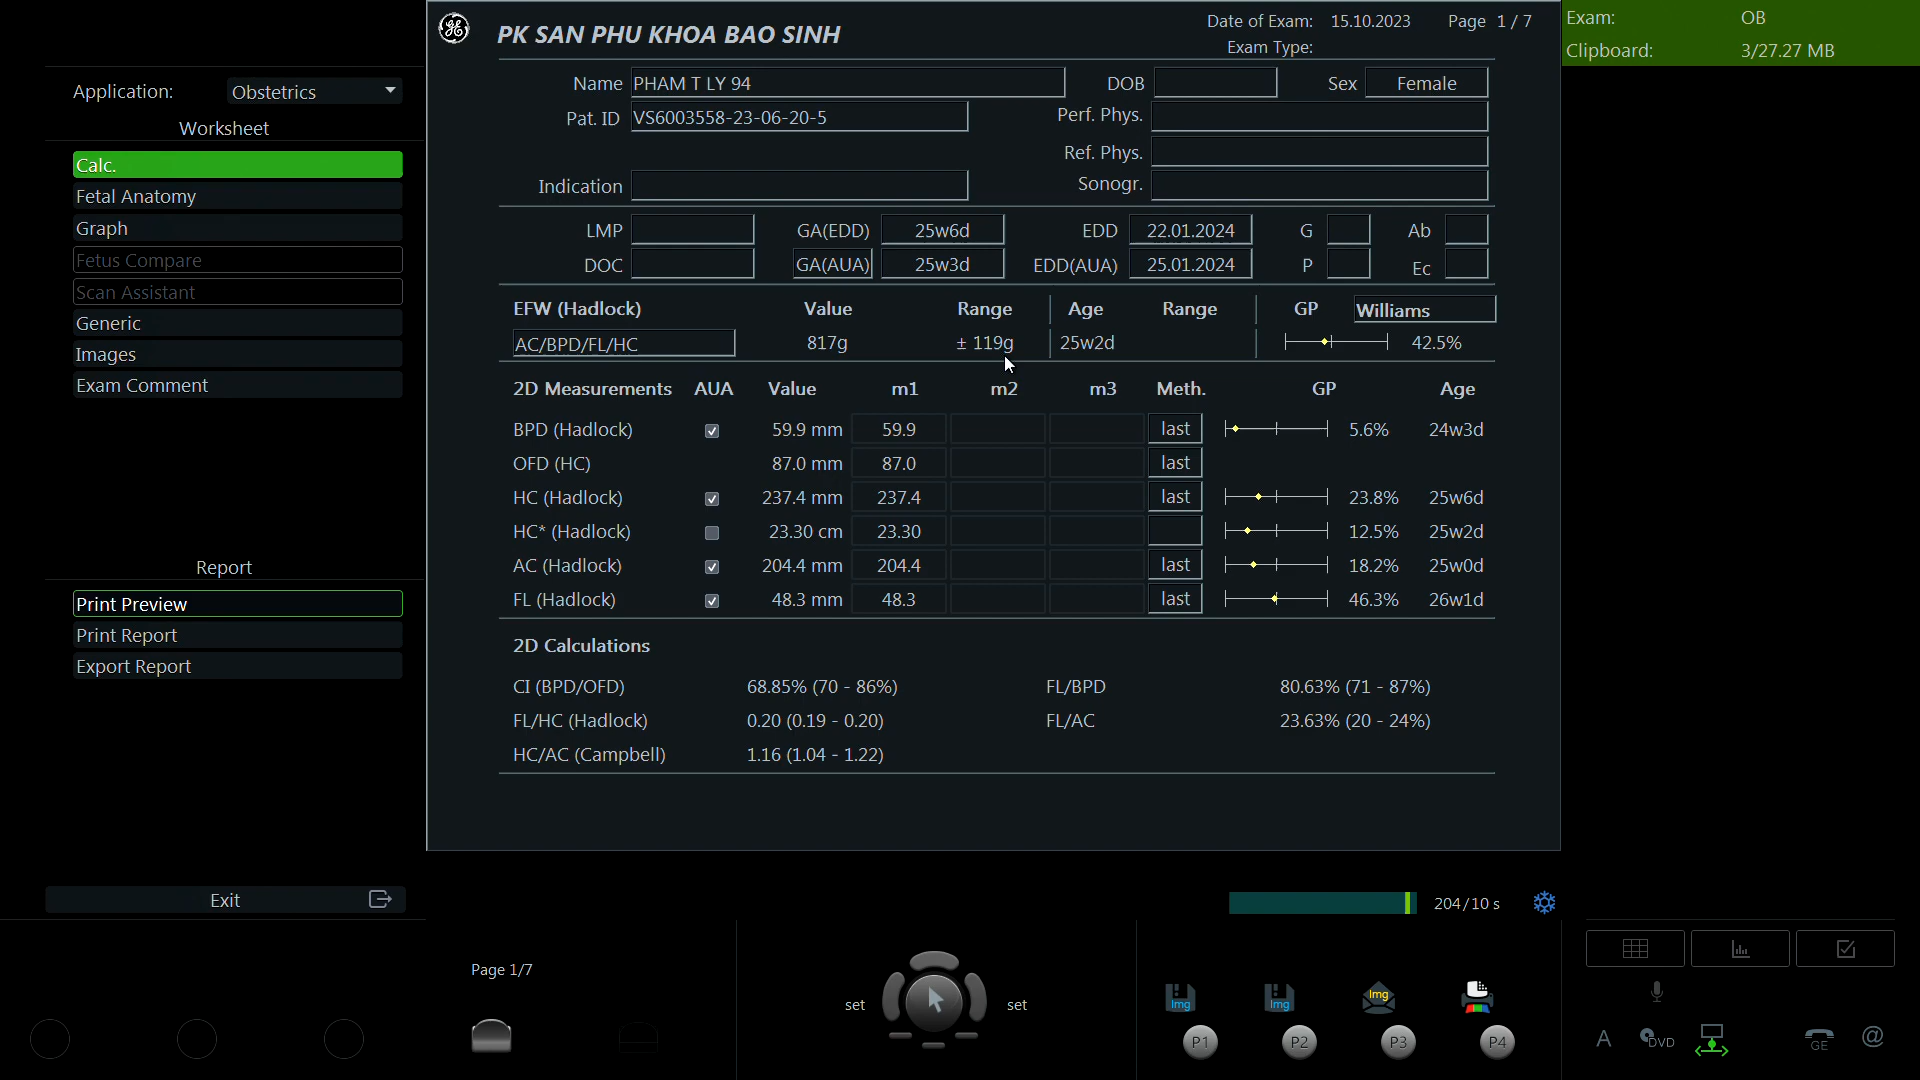 PK SAN PHU KHOA BAO SINH
Date of Exam: 15.10.2023 Page 1 / 7
Exam Type:
Exam: OB
Clipboard: 3/27.27 MB
Application: Obstetrics
Worksheet
Calc.
Fetal Anatomy
Graph
Fetus Compare
Scan Assistant
Generic
Images
Exam Comment
Report
Print Preview
Print Report
Export Report
Exit
Name PHAM T LY 94 DOB Sex Female
Pat. ID VS6003558-23-06-20-5 Perf. Phys.
Ref. Phys.
Indication Sonogr.
LMP GA(EDD) 25w6d EDD 22.01.2024 G Ab
DOC GA(AUA) 25w3d EDD(AUA) 25.01.2024 P Ec
EFW (Hadlock) Value Range Age Range GP Williams
AC/BPD/FL/HC 817g ± 119g 25w2d 42.5%
2D Measurements AUA Value m1 m2 m3 Meth. GP Age
BPD (Hadlock) 59.9 mm 59.9 last 5.6% 24w3d
OFD (HC) 87.0 mm 87.0 last
HC (Hadlock) 237.4 mm 237.4 last 23.8% 25w6d
HC* (Hadlock) 23.30 cm 23.30 12.5% 25w2d
AC (Hadlock) 204.4 mm 204.4 last 18.2% 25w0d
FL (Hadlock) 48.3 mm 48.3 last 46.3% 26w1d
2D Calculations
CI (BPD/OFD) 68.85% (70 - 86%) FL/BPD 80.63% (71 - 87%)
FL/HC (Hadlock) 0.20 (0.19 - 0.20) FL/AC 23.63% (20 - 24%)
HC/AC (Campbell) 1.16 (1.04 - 1.22)
204/10 s
Page 1/7
set set
Img Img Img
P1 P2 P3 P4
A DVD GE @